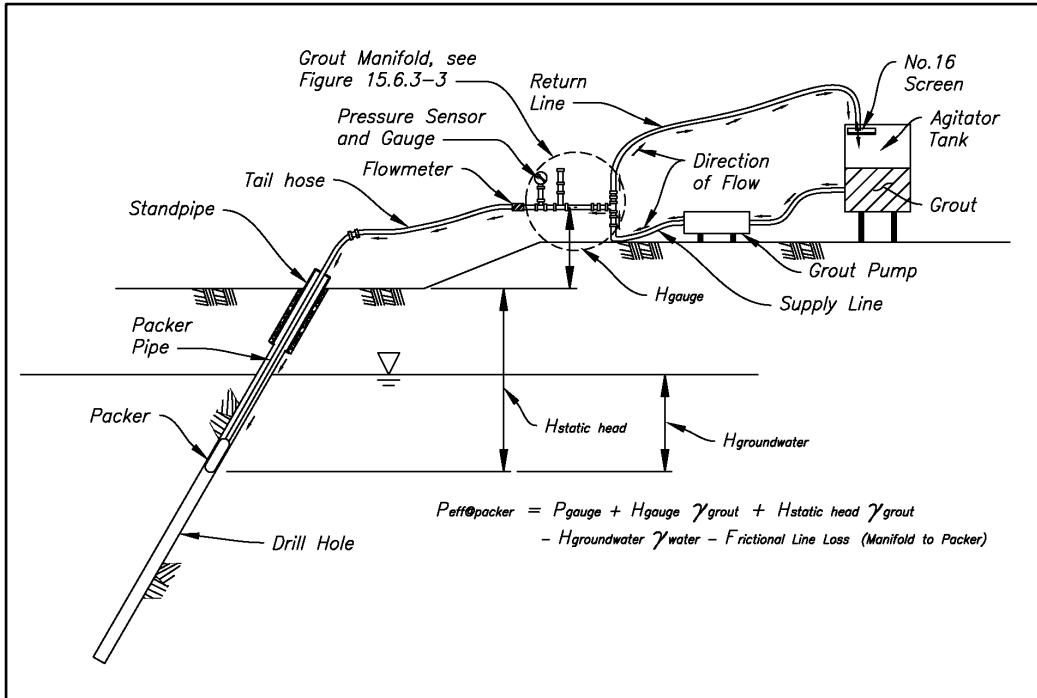 Grout Manifold, see
Figure 15.6.3-3
Return
Line
No.16
Screen
Pressure Sensor
and Gauge
Agitator
Tank
Flowmeter
Direction
of Flow
Tail hose
Standpipe
Grout
Grout Pump
Hgauge
Supply Line
Packer
Pipe
Packer
Hstatic head
Hgroundwater
Peff@packer = Pgauge + Hgauge γgrout + Hstatic head γgrout
- Hgroundwater γwater - Frictional Line Loss (Manifold to Packer)
Drill Hole